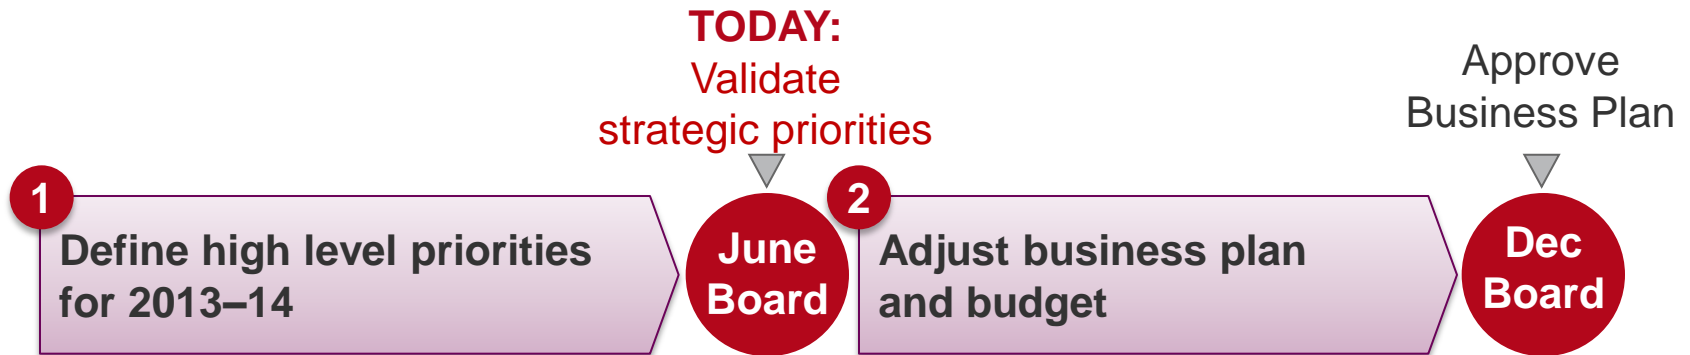 TODAY:
Validate
strategic priorities
Approve
Business Plan
1
Define high level priorities
for 2013–14
June
Board
2
Adjust business plan
and budget
Dec
Board